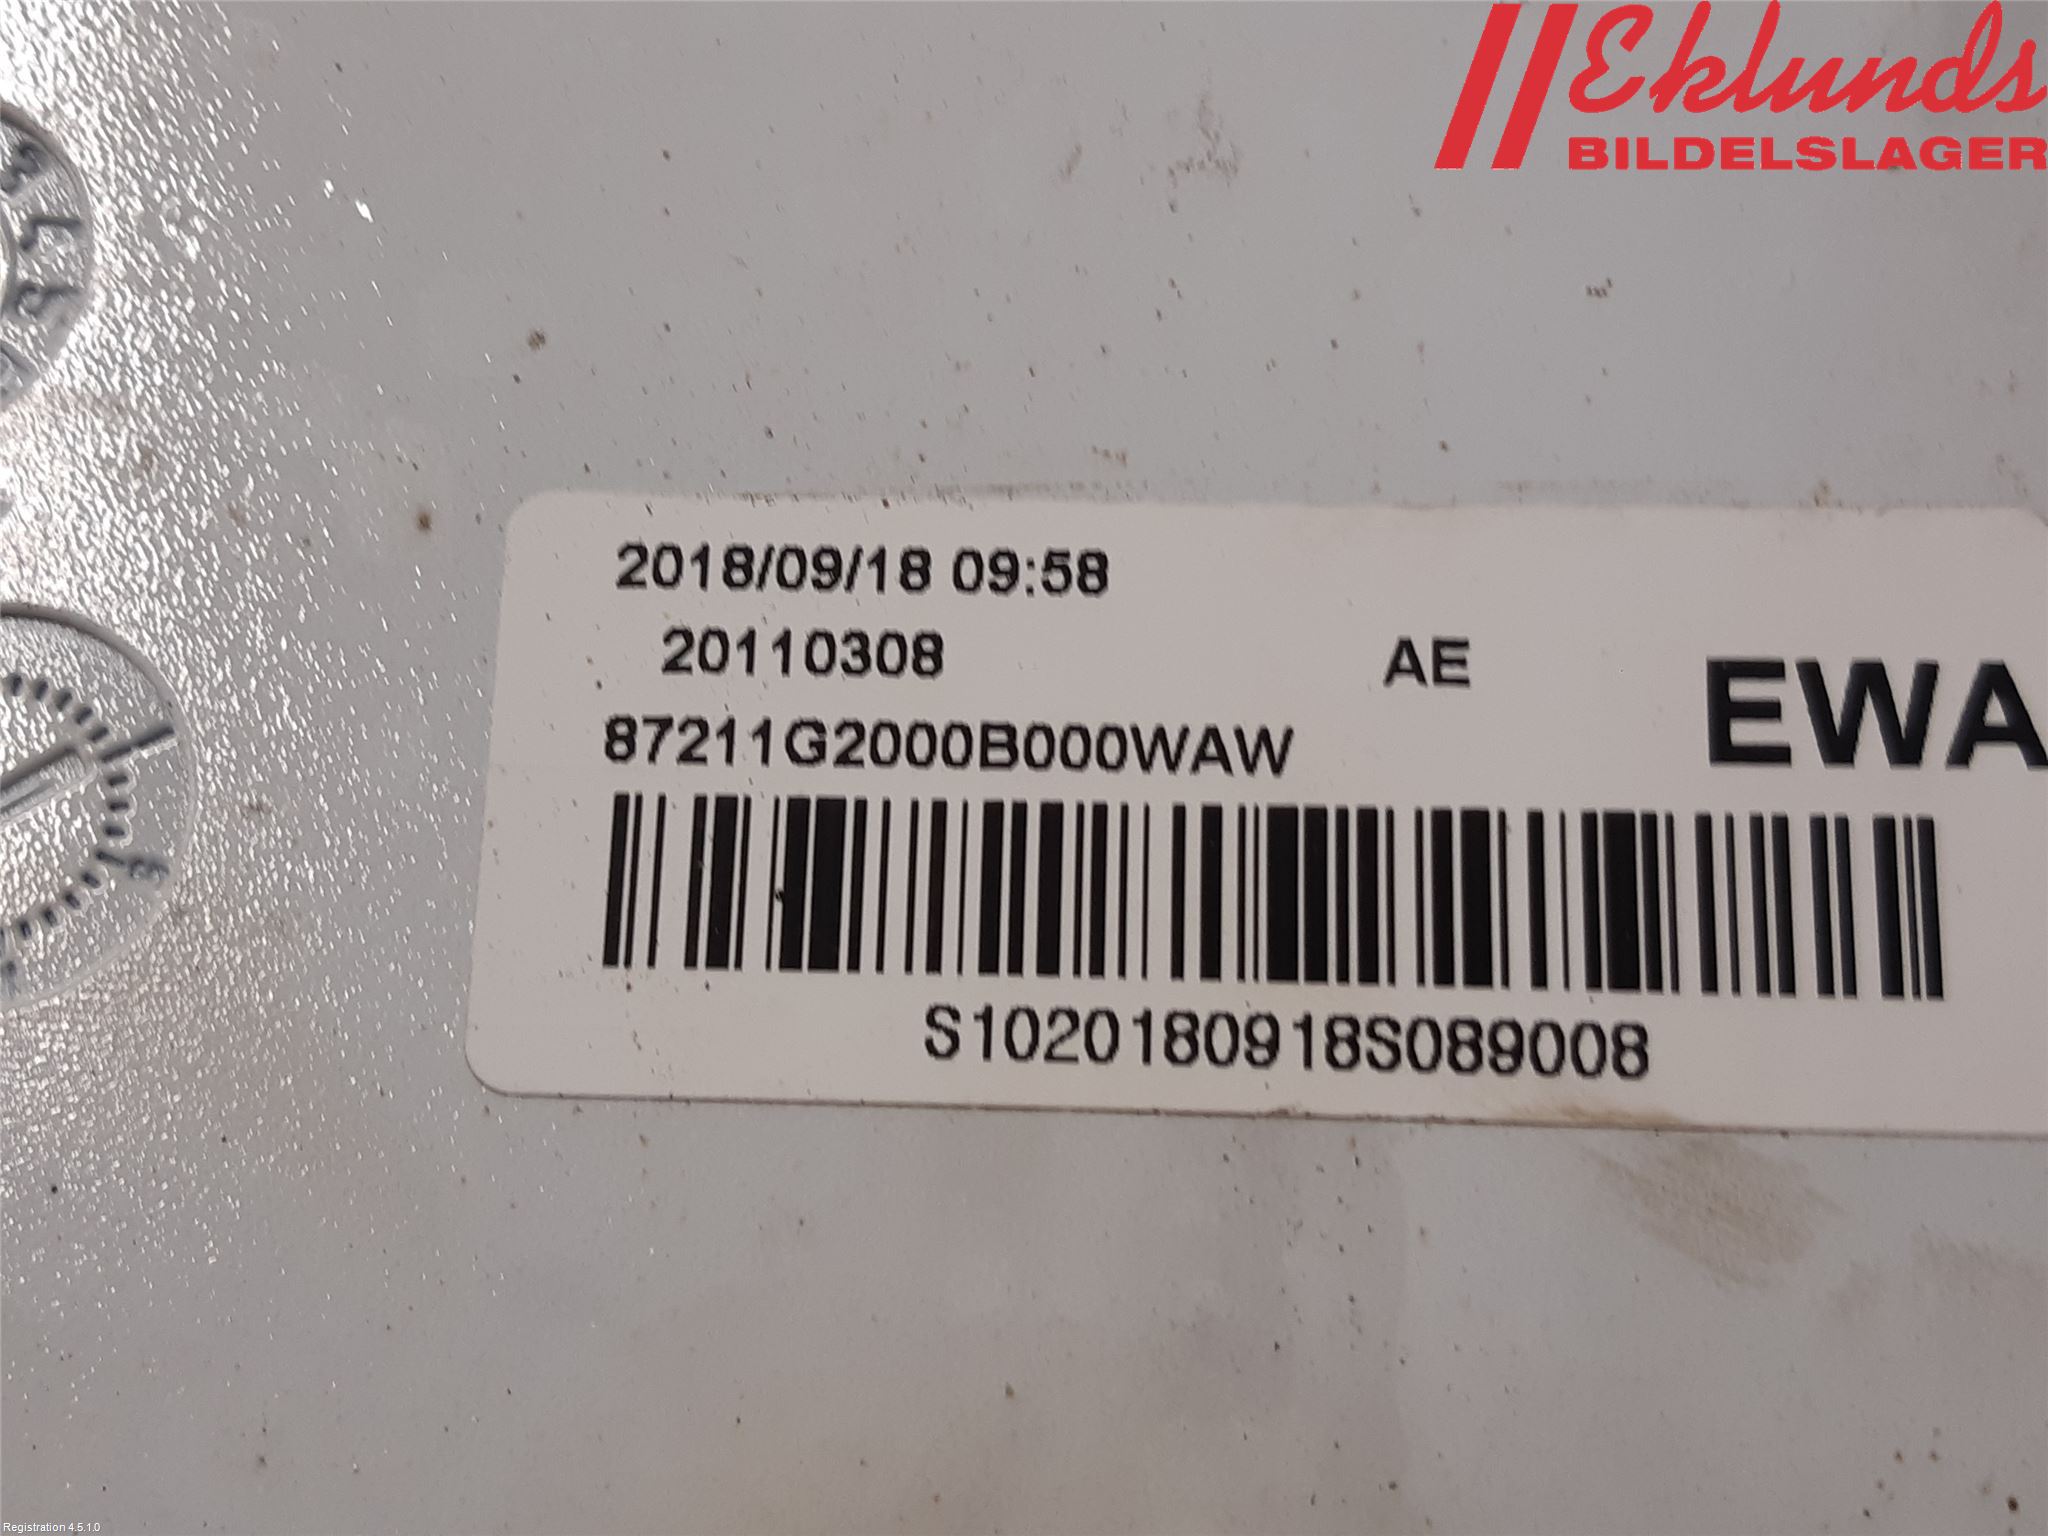 Eklunds
BILDELSLAGER
2018/09/18 09:58
20110308 AE EWA
87211G2000B000WAW
S1020180918S089008
Registration 4.5.1.0